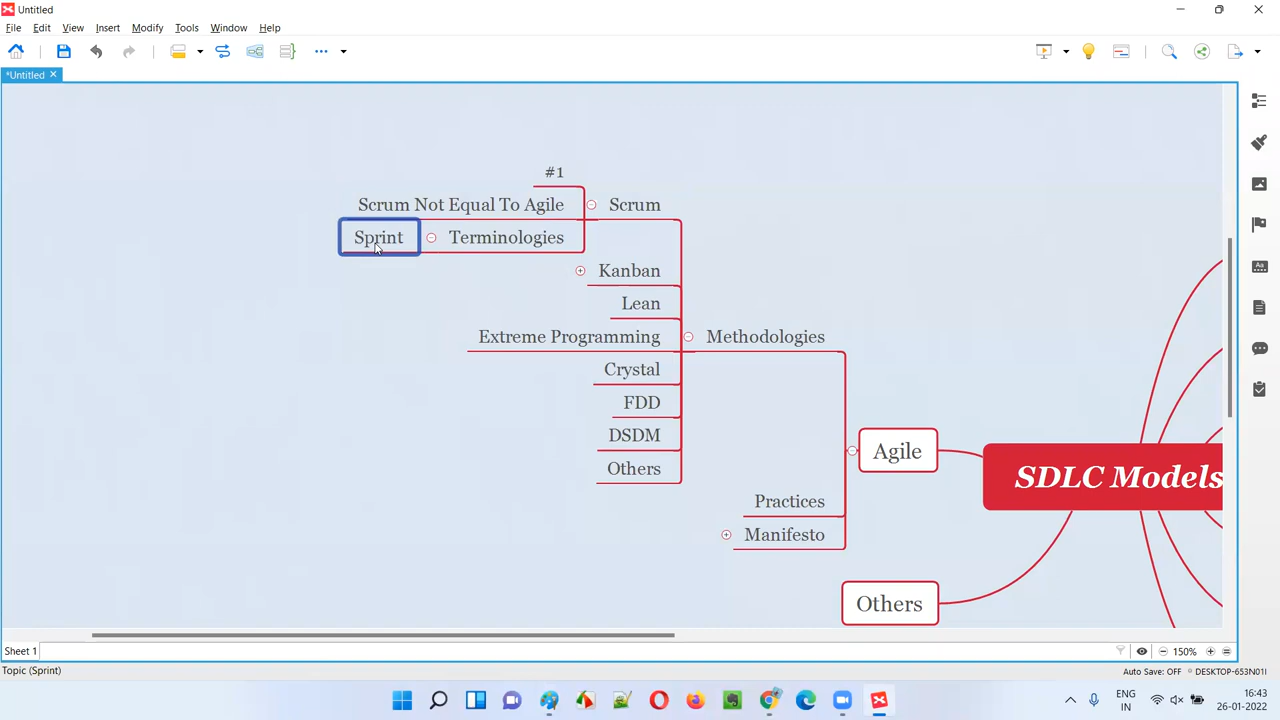 Untitled
File Edit View Insert Modify Tools Window Help
*Untitled
#1
Scrum Not Equal To Agile
Scrum
Sprint
Terminologies
Kanban
Lean
Extreme Programming
Methodologies
Crystal
FDD
DSDM
Agile
Others
SDLC Models
Practices
Manifesto
Others
Sheet 1
150%
Topic (Sprint)
Auto Save: OFF
DESKTOP-653N01I
ENG
IN
16:43
26-01-2022